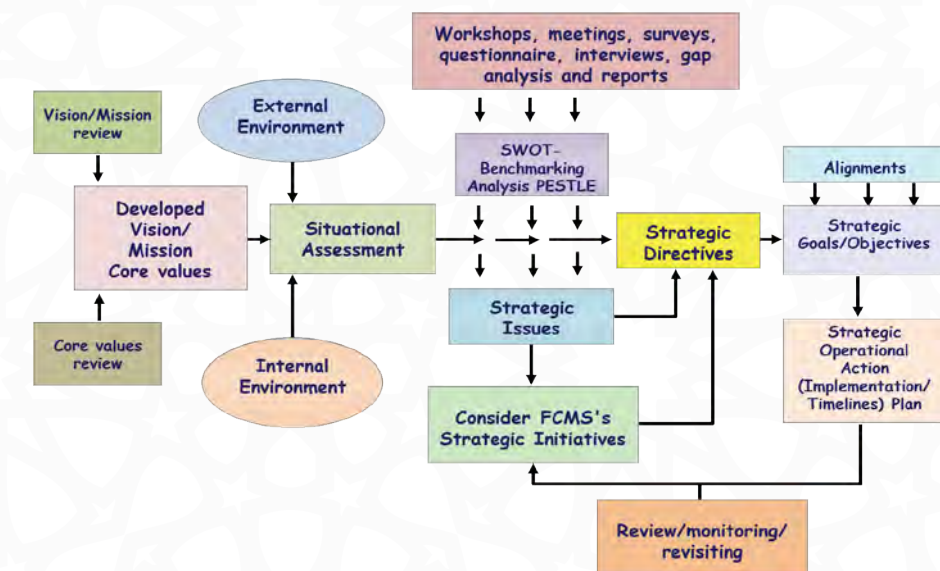 Workshops, meetings, surveys,
questionnaire, interviews, gap
analysis and reports
Vision/Mission
review
External
Environment
SWOT-
Benchmarking
Analysis PESTLE
Alignments
Developed
Vision/
Mission
Core values
Situational
Assessment
Strategic
Directives
Strategic
Goals/Objectives
Core values
review
Internal
Environment
Strategic
Issues
Strategic
Operational
Action
(Implementation/
Timelines) Plan
Consider FCMS's
Strategic Initiatives
Review/monitoring/
revisiting